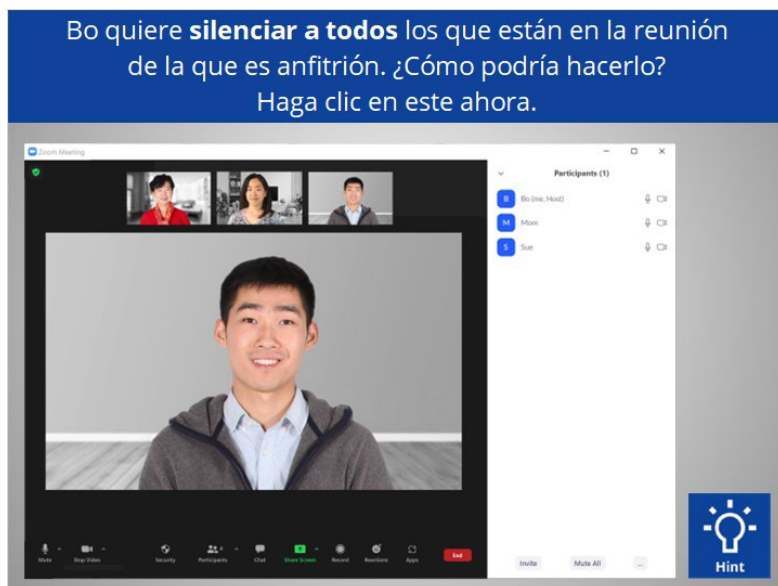 Bo quiere silenciar a todos los que están en la reunión
de la que es anfitrión. ¿Cómo podría hacerlo?
Haga clic en este ahora.
Zoom Meeting
Participants (1)
B Bo (me, Host)
M Mom
S Sue
Mute
Stop Video
Security
Participants
Chat
Share Screen
Record
Reactions
Apps
End
Invite
Mute All
...
Hint